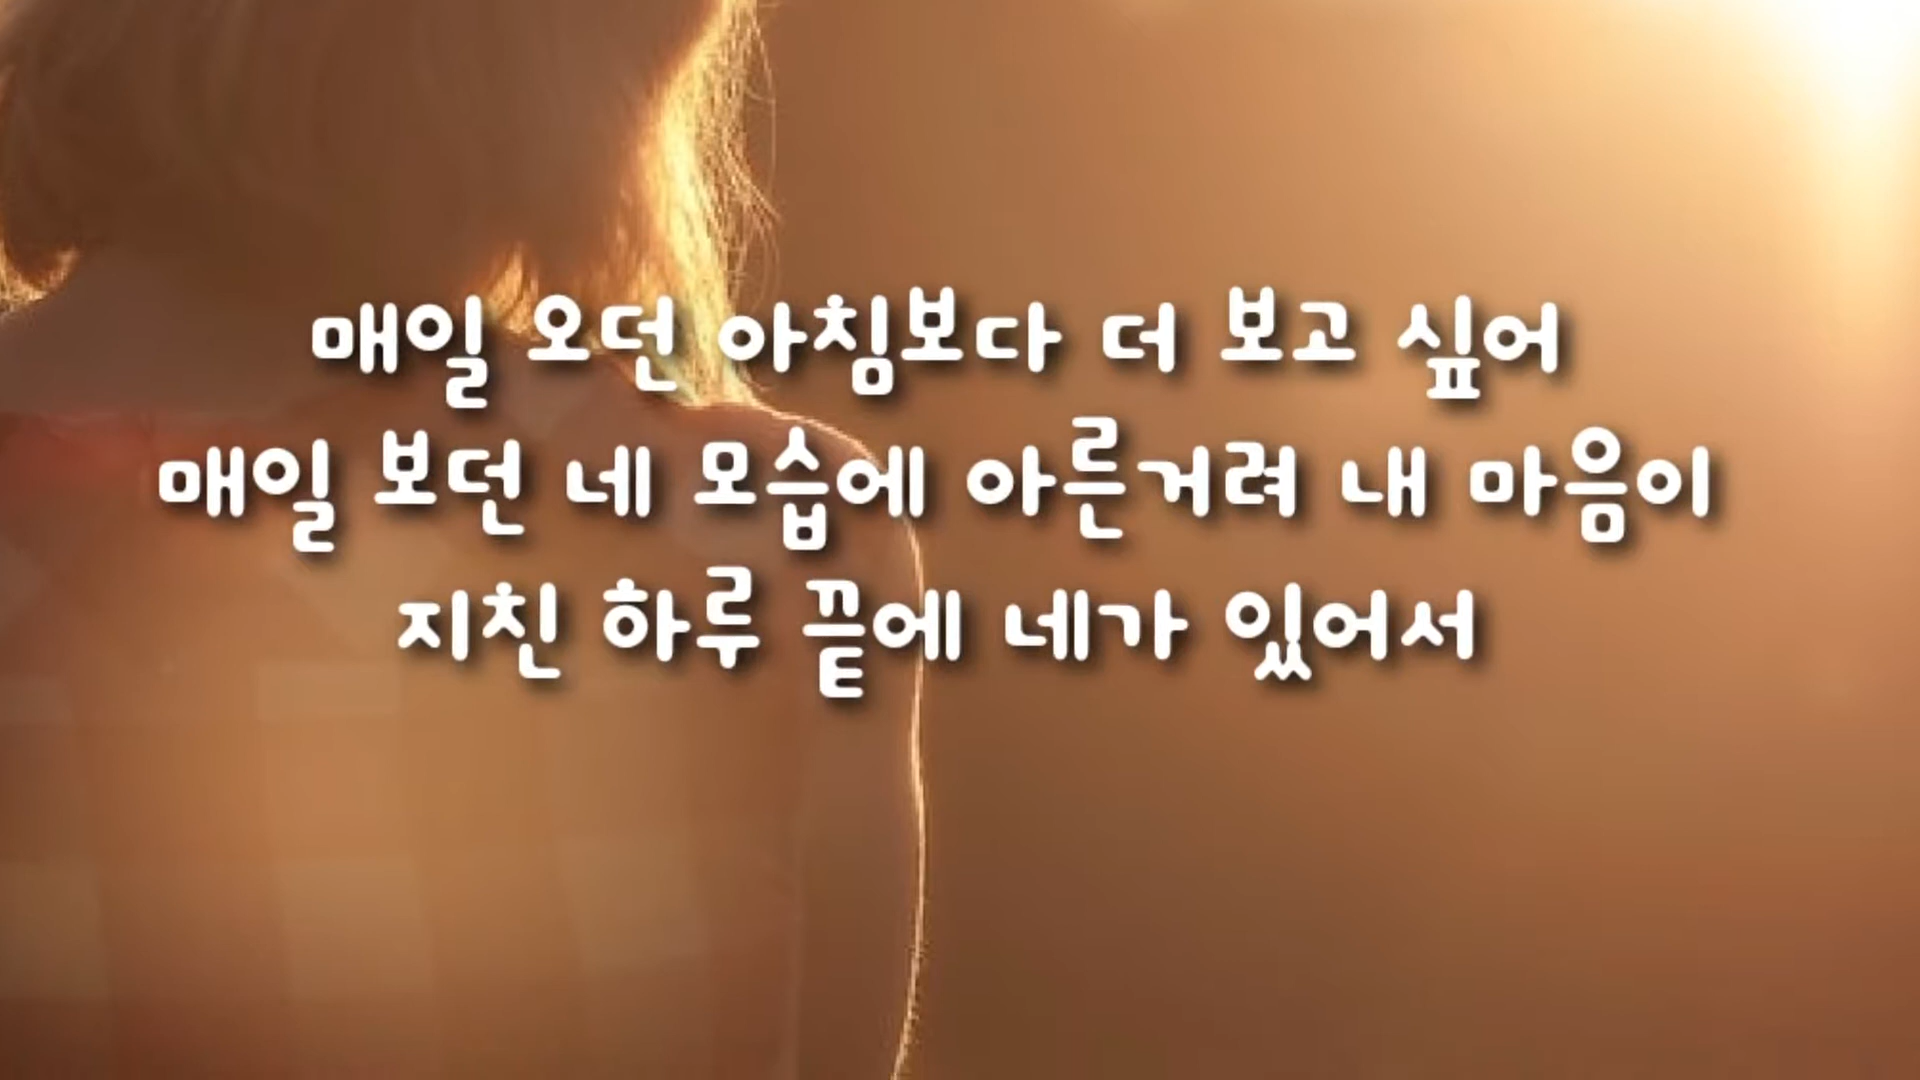 매일 오던 아침보다 더 보고 싶어
매일 보던 네 모습에 아른거려 내 마음이
지친 하루 끝에 네가 있어서